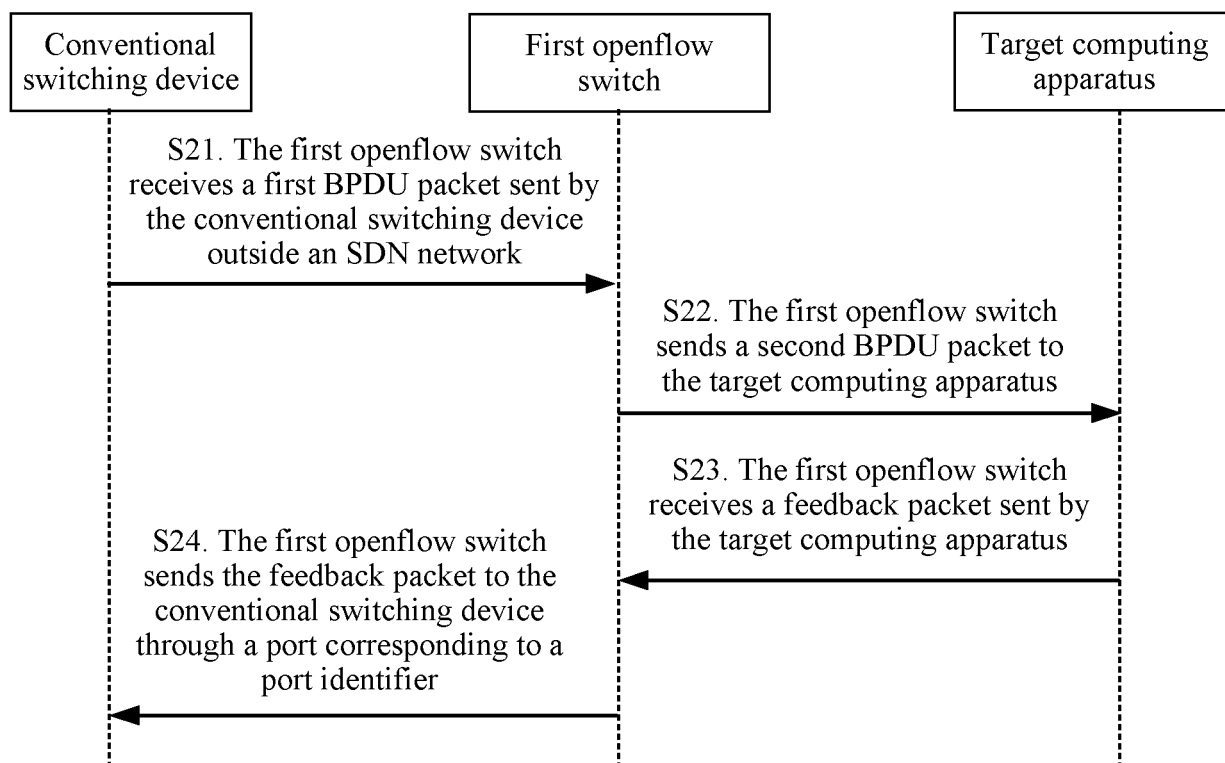 Conventional
switching device
First openflow
switch
Target computing
apparatus
S21. The first openflow switch
receives a first BPDU packet sent by
the conventional switching device
outside an SDN network
S22. The first openflow switch
sends a second BPDU packet to
the target computing apparatus
S23. The first openflow switch
receives a feedback packet sent by
the target computing apparatus
S24. The first openflow switch
sends the feedback packet to the
conventional switching device
through a port corresponding to a
port identifier